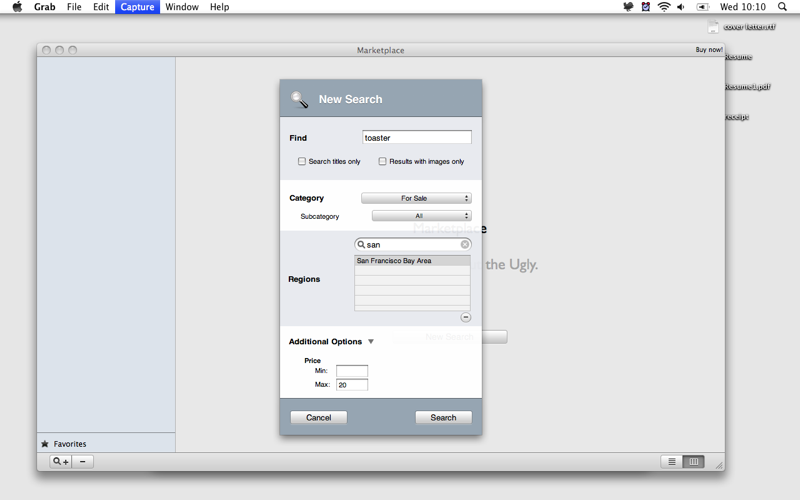 Grab File Edit Capture Window Help Wed 10:10
cover letter.rtf
Marketplace Buy now!
Resume
Resume1.pdf
receipt
New Search
Find toaster
Search titles only Results with images only
Category For Sale
Subcategory All
Marketplace
san
San Francisco Bay Area
the Ugly.
Regions
New Search
Additional Options
Price
Min:
Max: 20
Cancel Search
Favorites